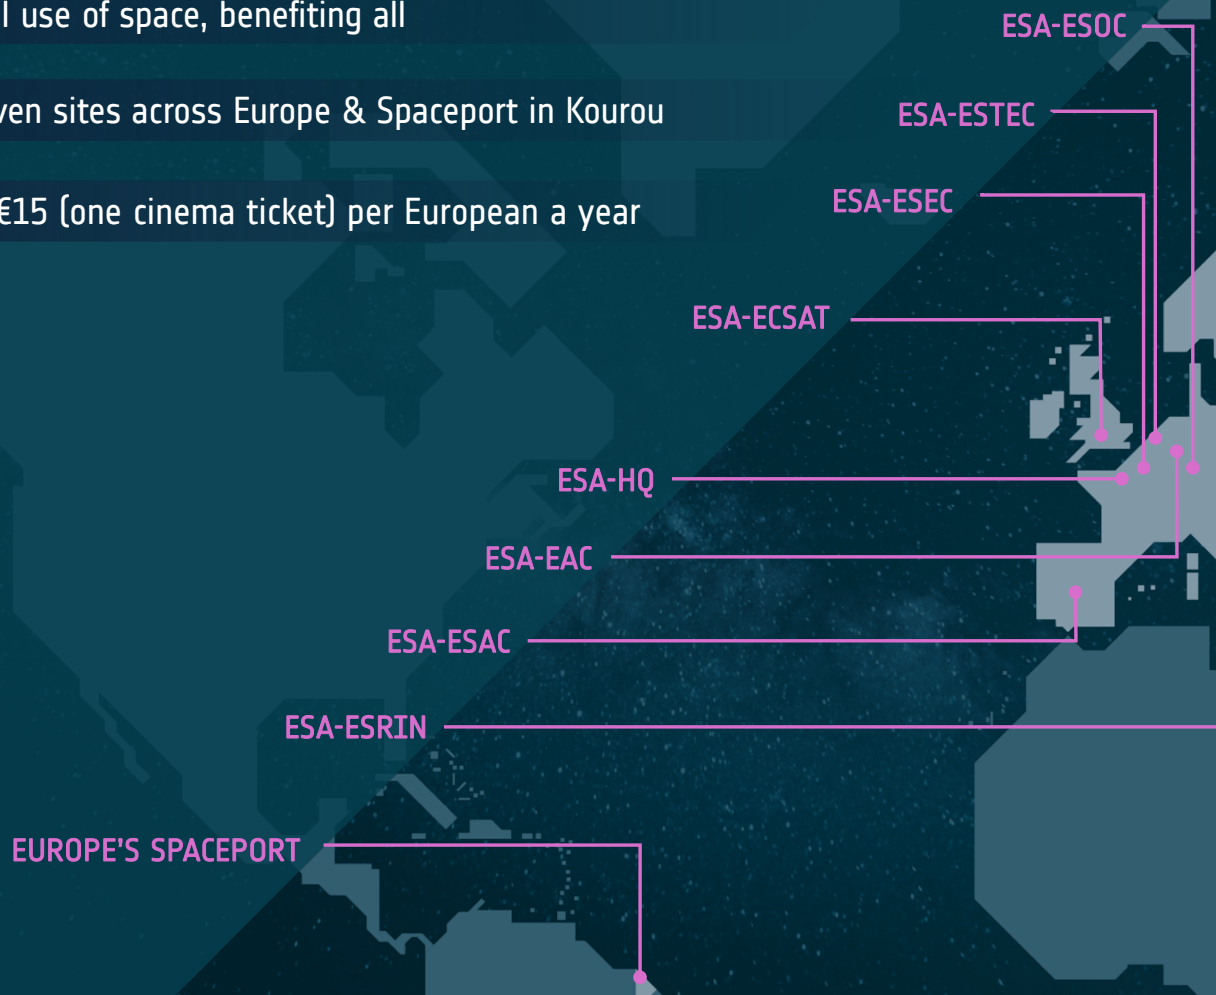 l use of space, benefiting all
ven sites across Europe & Spaceport in Kourou
€15 (one cinema ticket) per European a year
ESA-ESOC
ESA-ESTEC
ESA-ESEC
ESA-ECSAT
ESA-HQ
ESA-EAC
ESA-ESAC
ESA-ESRIN
EUROPE'S SPACEPORT